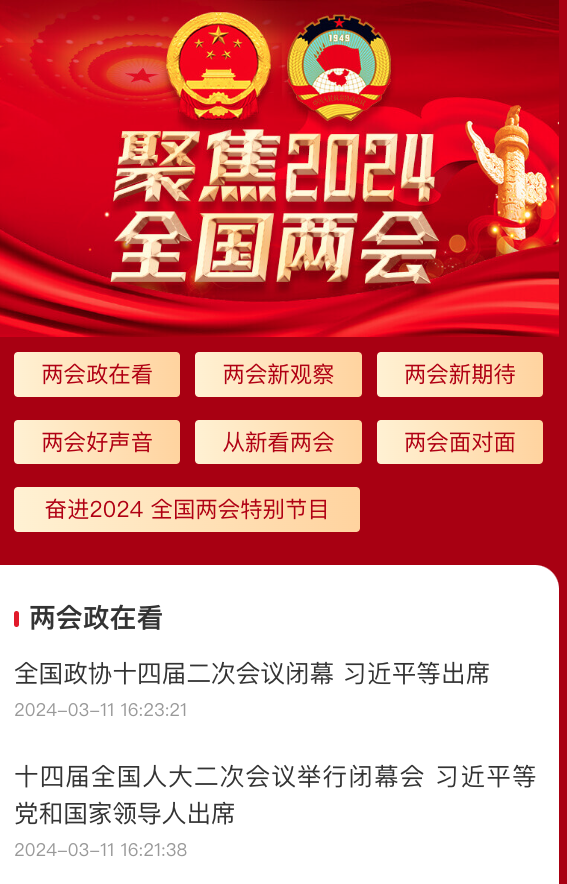 1949
聚焦2024
全国两会
两会政在看
两会新观察
两会新期待
两会好声音
从新看两会
两会面对面
奋进2024 全国两会特别节目
两会政在看
全国政协十四届二次会议闭幕 习近平等出席
2024-03-11 16:23:21
十四届全国人大二次会议举行闭幕会 习近平等
党和国家领导人出席
2024-03-11 16:21:38